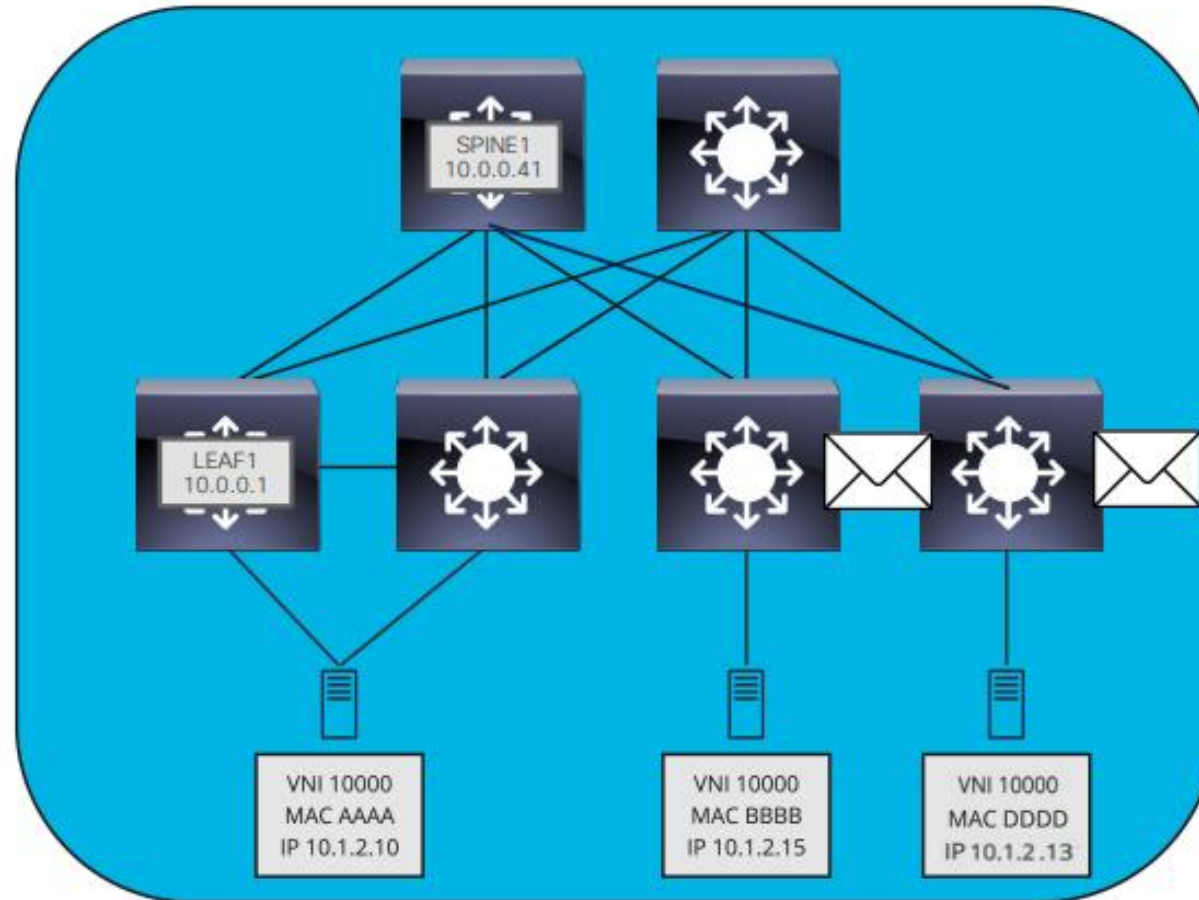 SPINE1
10.0.0.41
LEAF1
10.0.0.1
VNI 10000
MAC AAAA
IP 10.1.2.10
VNI 10000
MAC BBBB
IP 10.1.2.15
VNI 10000
MAC DDDD
IP 10.1.2.13